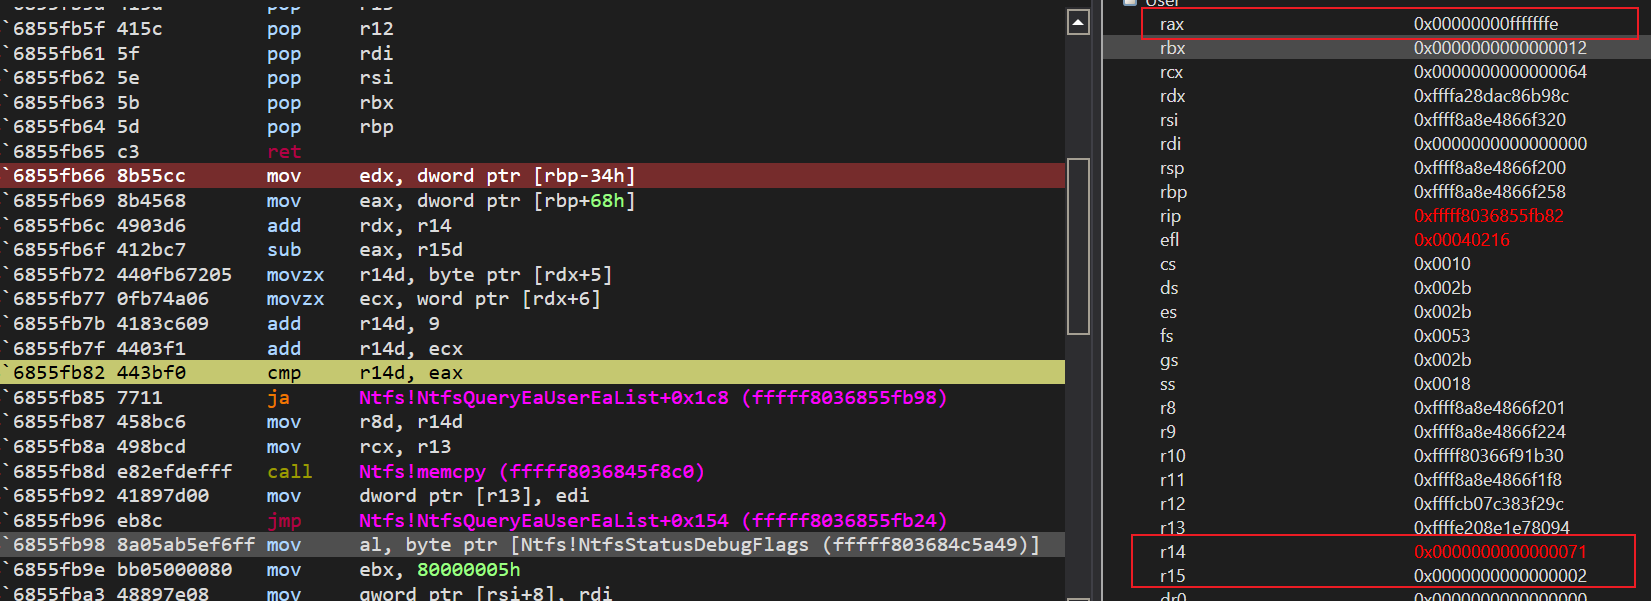 `6855fb5f 415c pop r12
`6855fb61 5f pop rdi
`6855fb62 5e pop rsi
`6855fb63 5b pop rbx
`6855fb64 5d pop rbp
`6855fb65 c3 ret
`6855fb66 8b55cc mov edx, dword ptr [rbp-34h]
`6855fb69 8b4568 mov eax, dword ptr [rbp+68h]
`6855fb6c 4903d6 add rdx, r14
`6855fb6f 412bc7 sub eax, r15d
`6855fb72 440fb67205 movzx r14d, byte ptr [rdx+5]
`6855fb77 0fb74a06 movzx ecx, word ptr [rdx+6]
`6855fb7b 4183c609 add r14d, 9
`6855fb7f 4403f1 add r14d, ecx
`6855fb82 443bf0 cmp r14d, eax
`6855fb85 7711 ja Ntfs!NtfsQueryEaUserEaList+0x1c8 (fffff8036855fb98)
`6855fb87 458bc6 mov r8d, r14d
`6855fb8a 498bcd mov rcx, r13
`6855fb8d e82efdefff call Ntfs!memcpy (fffff8036845f8c0)
`6855fb92 41897d00 mov dword ptr [r13], edi
`6855fb96 eb8c jmp Ntfs!NtfsQueryEaUserEaList+0x154 (fffff8036855fb24)
`6855fb98 8a05ab5ef6ff mov al, byte ptr [Ntfs!NtfsStatusDebugFlags (fffff803684c5a49)]
`6855fb9e bb05000080 mov ebx, 80000005h
`6855fba3 48897e08 mov qword ptr [rsi+8], rdi
User
rax 0x00000000fffffffe
rbx 0x0000000000000012
rcx 0x0000000000000064
rdx 0xffffa28dac86b98c
rsi 0xffff8a8e4866f320
rdi 0x0000000000000000
rsp 0xffff8a8e4866f200
rbp 0xffff8a8e4866f258
rip 0xfffff8036855fb82
efl 0x00040216
cs 0x0010
ds 0x002b
es 0x002b
fs 0x0053
gs 0x002b
ss 0x0018
r8 0xffff8a8e4866f201
r9 0xffff8a8e4866f224
r10 0xfffff80366f91b30
r11 0xffff8a8e4866f1f8
r12 0xffffcb07c383f29c
r13 0xffffe208e1e78094
r14 0x0000000000000071
r15 0x0000000000000002
dr0 0x0000000000000000